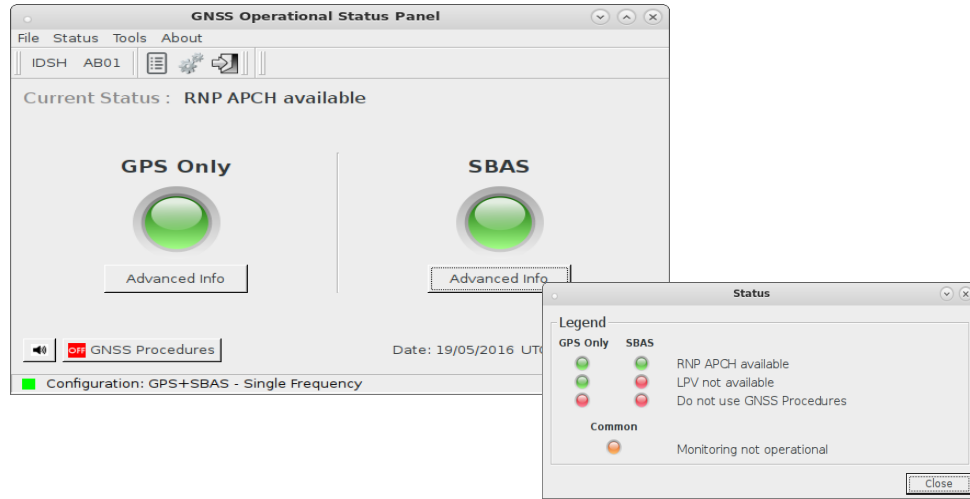 GNSS Operational Status Panel
File Status Tools About
IDSH AB01
Current Status : RNP APCH available
GPS Only SBAS
Advanced Info Advanced Info
OFF GNSS Procedures Date: 19/05/2016 UTC
Configuration: GPS+SBAS - Single Frequency
Status
Legend
GPS Only SBAS
RNP APCH available
LPV not available
Do not use GNSS Procedures
Common
Monitoring not operational
Close